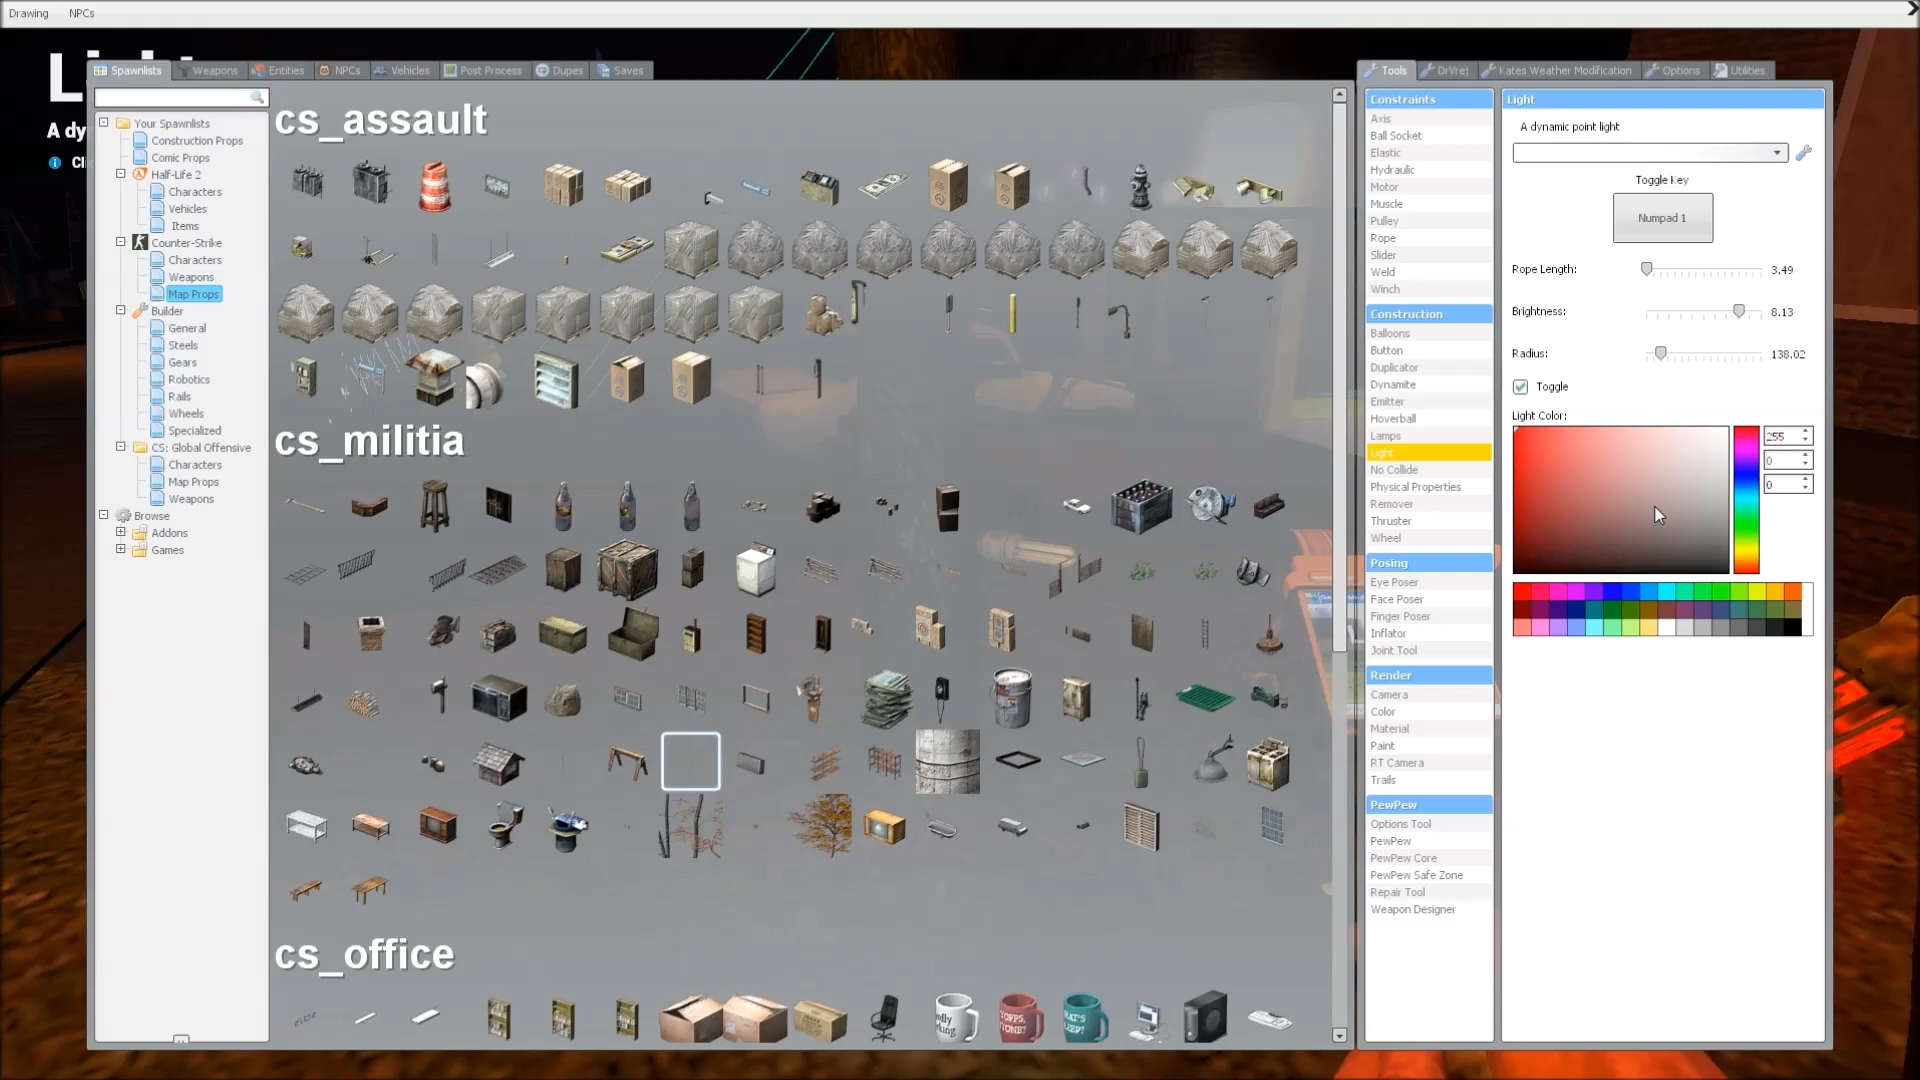 Drawing NPCs
A dy
Cli
Spawnlists Weapons Entities NPCs Vehicles Post Process Dupes Saves
Your Spawnlists
Construction Props
Comic Props
Half-Life 2
Characters
Vehicles
Items
Counter-Strike
Characters
Weapons
Map Props
Builder
General
Steels
Gears
Robotics
Rails
Wheels
Specialized
CS: Global Offensive
Characters
Map Props
Weapons
Browse
Addons
Games
cs_assault
cs_militia
cs_office
Tools DrVrej Kates Weather Modification Options Utilities
Constraints
Axis
Ball Socket
Elastic
Hydraulic
Motor
Muscle
Pulley
Rope
Slider
Weld
Winch
Construction
Balloons
Button
Duplicator
Dynamite
Emitter
Hoverball
Lamps
Light
No Collide
Physical Properties
Remover
Thruster
Wheel
Posing
Eye Poser
Face Poser
Finger Poser
Inflator
Joint Tool
Render
Camera
Color
Material
Paint
RT Camera
Trails
PewPew
Options Tool
PewPew
PewPew Core
PewPew Safe Zone
Repair Tool
Weapon Designer
Light
A dynamic point light
Toggle Key
Numpad 1
Rope Length: 3.49
Brightness: 8.13
Radius: 138.02
Toggle
Light Color:
255
0
0